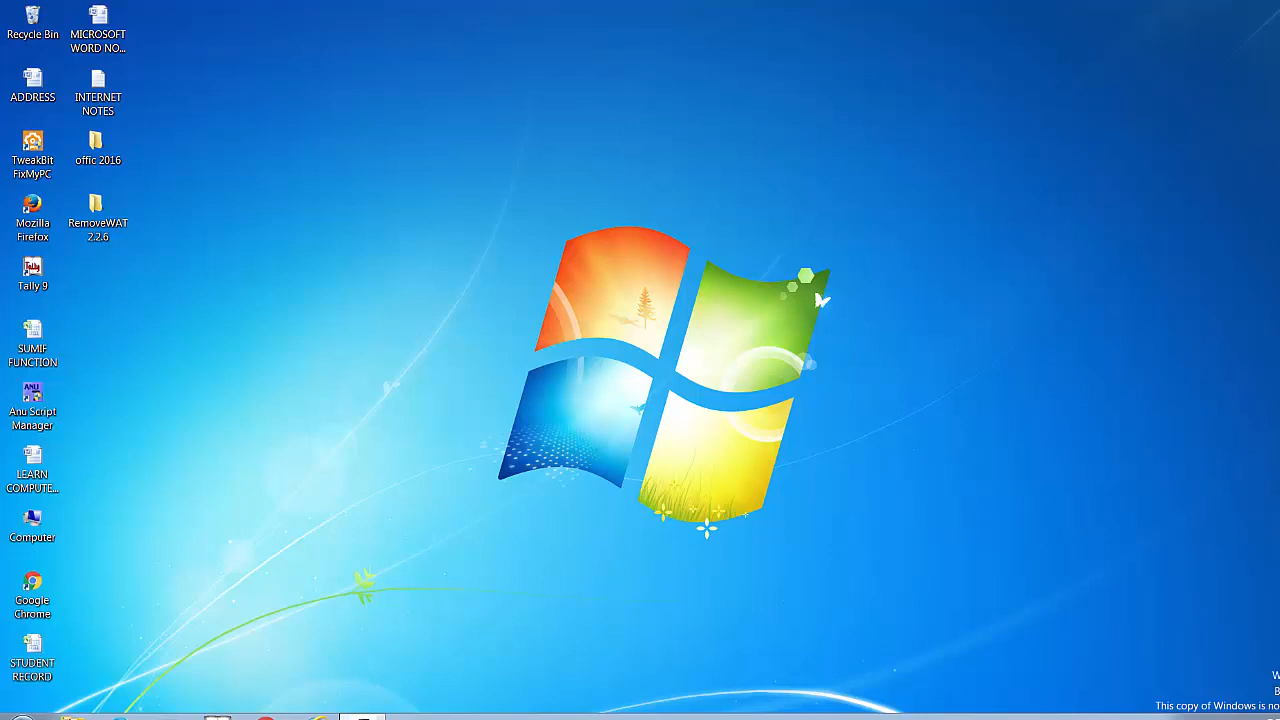 Recycle Bin
MICROSOFT
WORD NO...
ADDRESS
INTERNET
NOTES
TweakBit
FixMyPC
offic 2016
Mozilla
Firefox
RemoveWAT
2.2.6
Tally
Tally 9
SUMIF
FUNCTION
ANU
Anu Script
Manager
LEARN
COMPUTE...
Computer
Google
Chrome
STUDENT
RECORD
W
B
This copy of Windows is no